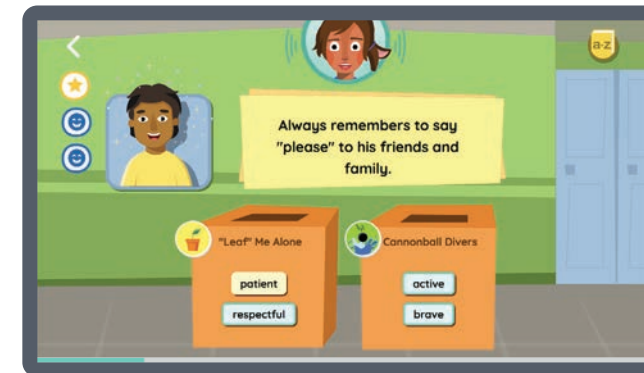 a-z
Always remembers to say
"please" to his friends and
family.
"Leaf" Me Alone
patient
respectful
Cannonball Divers
active
brave